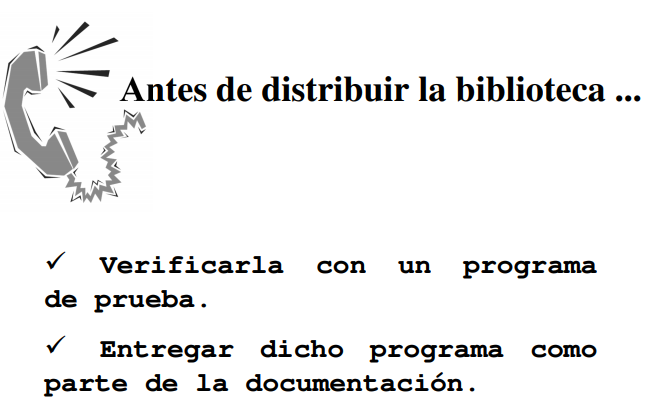 Antes de distribuir la biblioteca ...
✓ Verificarla con un programa
de prueba.
✓ Entregar dicho programa como
parte de la documentación.